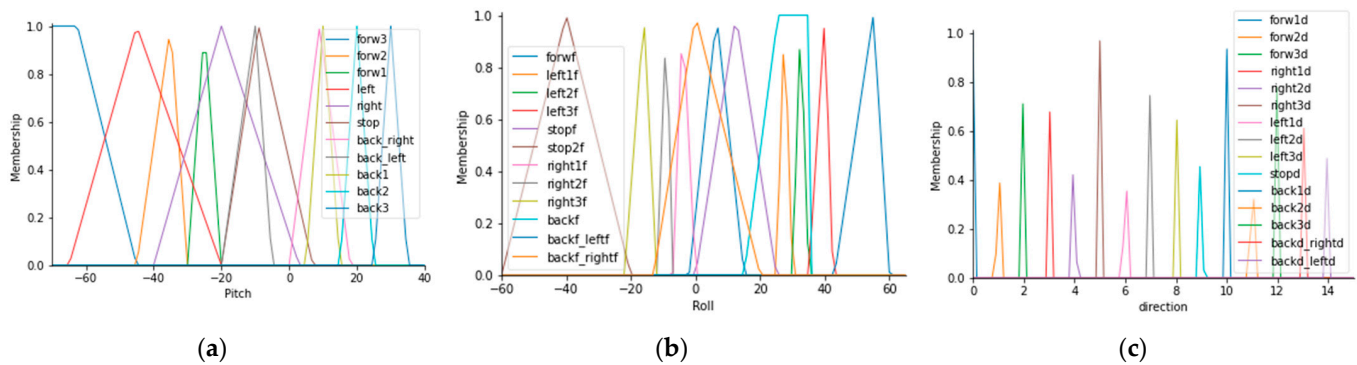 1.0
0.8
0.6
0.4
0.2
0.0
Membership
−60
−40
−20
0
20
40
Pitch
forw3
forw2
forw1
left
right
stop
back_right
back_left
back1
back2
back3
(a)
1.0
0.8
0.6
0.4
0.2
0.0
Membership
−60
−40
−20
0
20
40
60
Roll
forwf
left1f
left2f
left3f
stopf
stop2f
right1f
right2f
right3f
backf
backf_leftf
backf_rightf
(b)
1.0
0.8
0.6
0.4
0.2
0.0
Membership
0
2
4
6
8
10
12
14
direction
forw1d
forw2d
forw3d
right1d
right2d
right3d
left1d
left2d
left3d
stopd
back1d
back2d
back3d
backd_rightd
backd_leftd
(c)